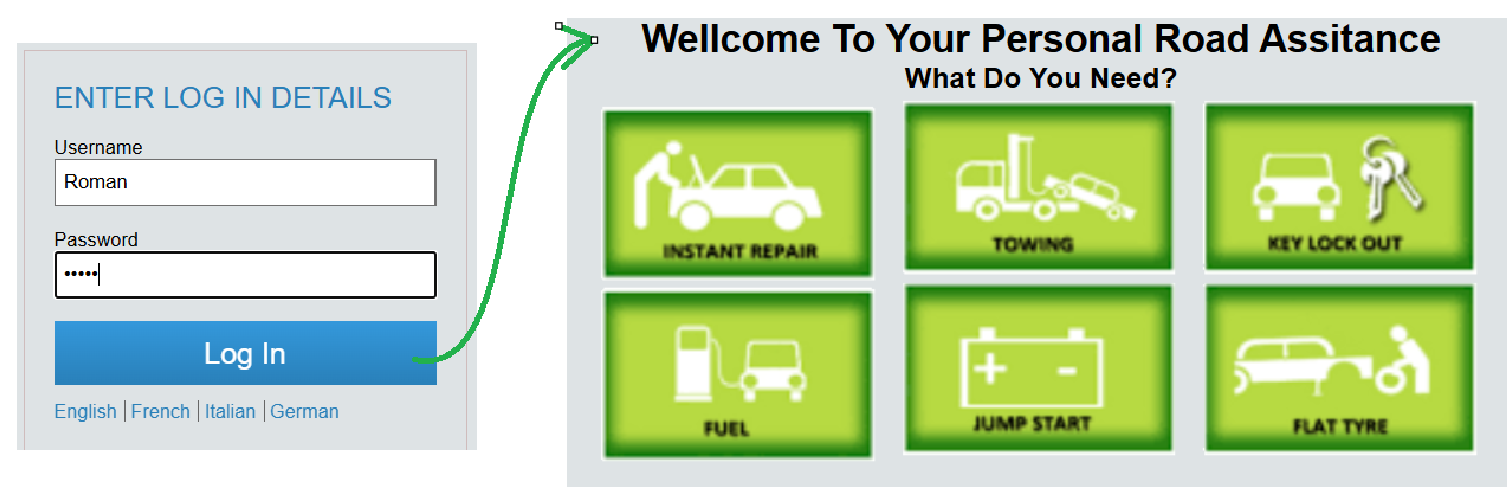 ENTER LOG IN DETAILS
Username
Roman
Password
•••••
Log In
English | French | Italian | German
Wellcome To Your Personal Road Assitance
What Do You Need?
INSTANT REPAIR
TOWING
KEY LOCK OUT
FUEL
+ -
JUMP START
FLAT TYRE